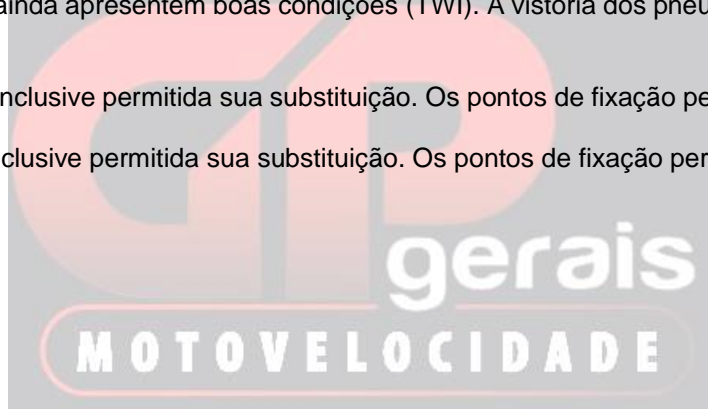 ainda apresentem boas condições (TWI). A vistoria dos pneu
nclusive permitida sua substituição. Os pontos de fixação pe
clusive permitida sua substituição. Os pontos de fixação per
GP
gerais
MOTOVELOCIDADE